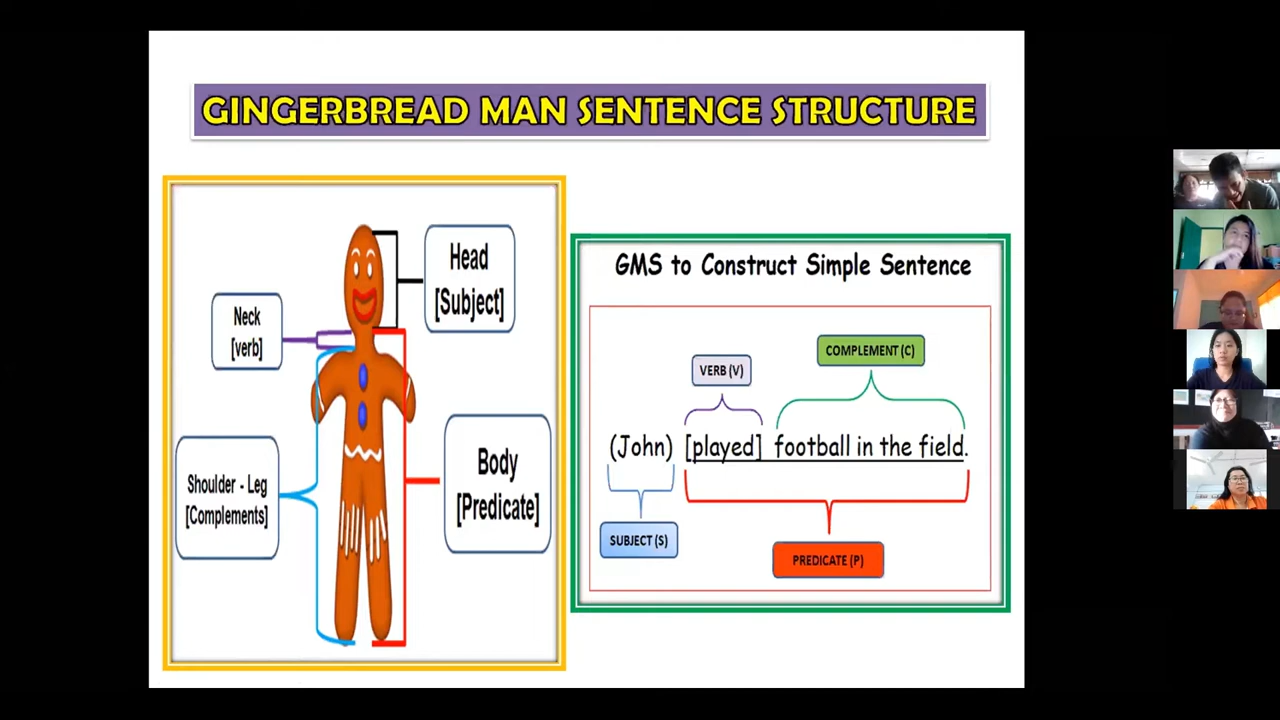 GINGERBREAD MAN SENTENCE STRUCTURE
Head
[Subject]
Neck
[verb]
Shoulder - Leg
[Complements]
Body
[Predicate]
GMS to Construct Simple Sentence
COMPLEMENT (C)
VERB (V)
(John) [played] football in the field.
SUBJECT (S)
PREDICATE (P)